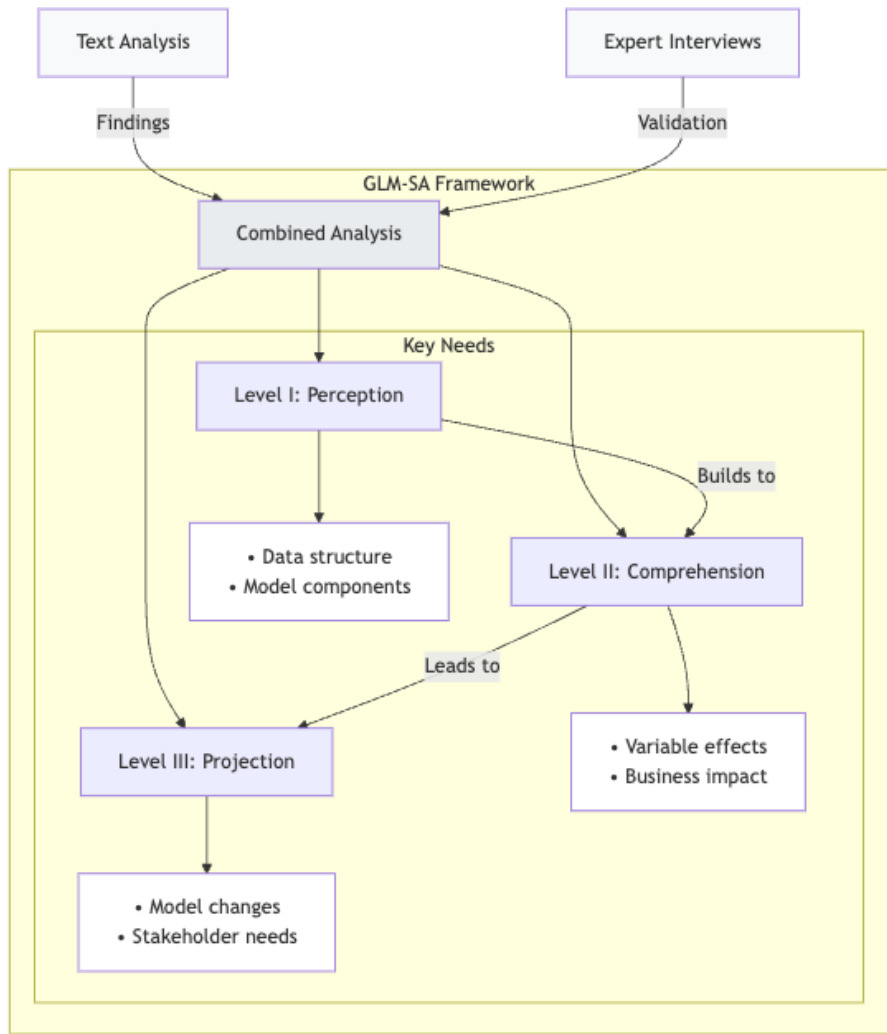 Text Analysis
Expert Interviews
Findings
Validation
GLM-SA Framework
Combined Analysis
Key Needs
Level I: Perception
Builds to
• Data structure
• Model components
Level II: Comprehension
Leads to
• Variable effects
• Business impact
Level III: Projection
• Model changes
• Stakeholder needs